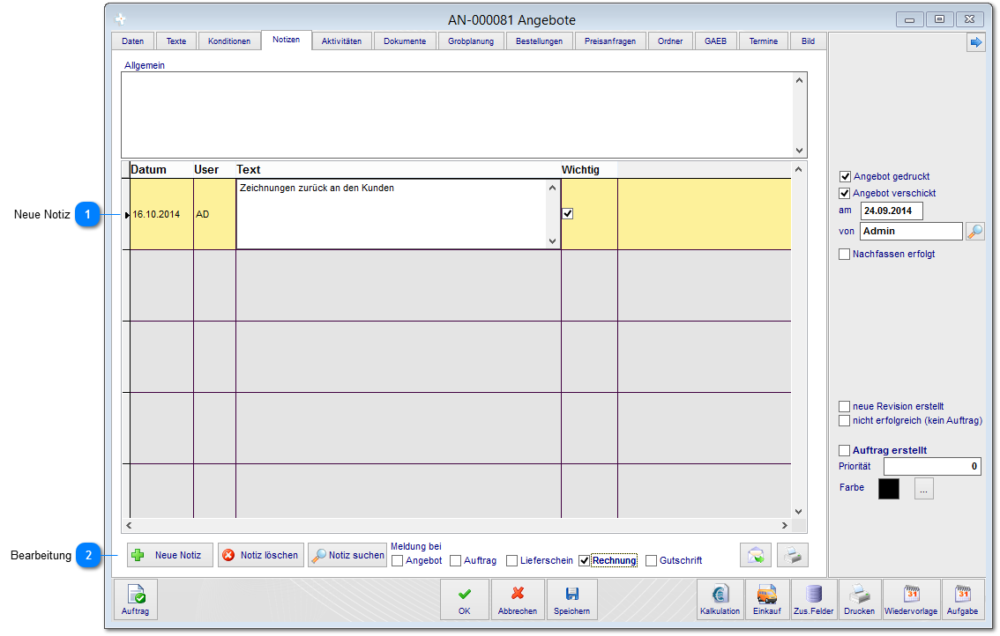 AN-000081 Angebote
Daten Texte Konditionen Notizen Aktivitäten Dokumente Grobplanung Bestellungen Preisanfragen Ordner GAEB Termine Bild
Allgemein
Datum User Text Wichtig
Neue Notiz 1
16.10.2014 AD Zeichnungen zurück an den Kunden
Angebot gedruckt
Angebot verschickt
am 24.09.2014
von Admin
Nachfassen erfolgt
neue Revision erstellt
nicht erfolgreich (kein Auftrag)
Auftrag erstellt
Priorität 0
Farbe ...
Bearbeitung 2
Neue Notiz Notiz löschen Notiz suchen
Meldung bei
Angebot Auftrag Lieferschein Rechnung Gutschrift
Auftrag OK Abbrechen Speichern Kalkulation Einkauf Zus.Felder Drucken 31 Wiedervorlage 31 Aufgabe